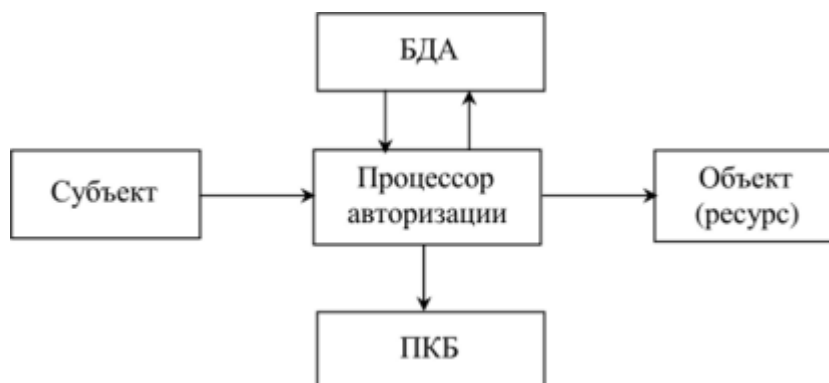 БДА
Субъект
Процессор
авторизации
Объект
(ресурс)
ПКБ